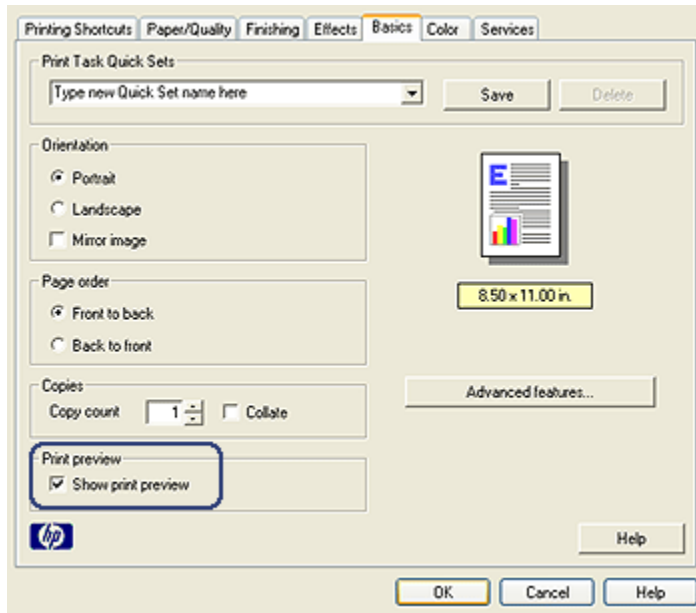 Printing Shortcuts Paper/Quality Finishing Effects Basics Color Services
Print Task Quick Sets
Type new Quick Set name here Save Delete
Orientation
Portrait
Landscape
Mirror image
E
8.50 x 11.00 in.
Page order
Front to back
Back to front
Advanced features...
Copies
Copy count 1 Collate
Print preview
Show print preview
hp
Help
OK Cancel Help